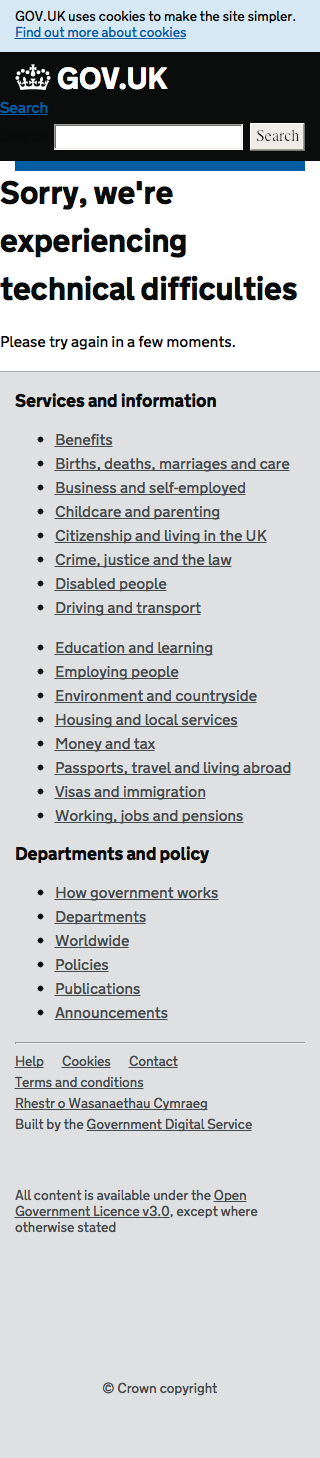 GOV.UK uses cookies to make the site simpler.
Find out more about cookies
GOV.UK
Search
Search
Sorry, we're
experiencing
technical difficulties
Please try again in a few moments.
Services and information
Benefits
Births, deaths, marriages and care
Business and self-employed
Childcare and parenting
Citizenship and living in the UK
Crime, justice and the law
Disabled people
Driving and transport
Education and learning
Employing people
Environment and countryside
Housing and local services
Money and tax
Passports, travel and living abroad
Visas and immigration
Working, jobs and pensions
Departments and policy
How government works
Departments
Worldwide
Policies
Publications
Announcements
Help Cookies Contact
Terms and conditions
Rhestr o Wasanaethau Cymraeg
Built by the Government Digital Service
All content is available under the Open
Government Licence v3.0, except where
otherwise stated
© Crown copyright